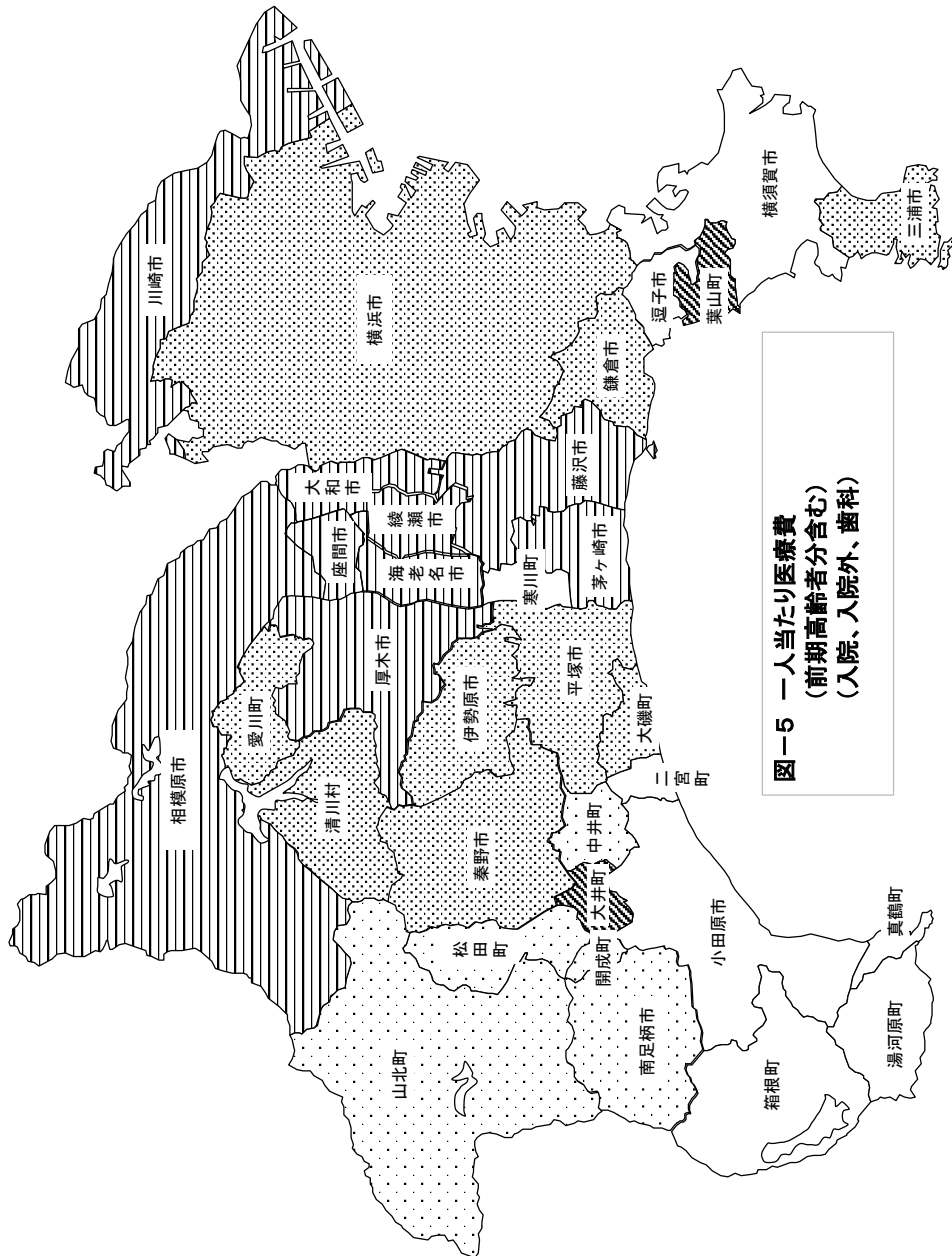 川崎市
横浜市
横須賀市
三浦市
逗子市
葉山町
鎌倉市
大和市
綾瀬市
藤沢市
座間市
海老名市
寒川町
茅ケ崎市
相模原市
愛川町
厚木市
清川村
伊勢原市
平塚市
大磯町
二宮町
秦野市
中井町
大井町
松田町
開成町
小田原市
山北町
南足柄市
箱根町
真鶴町
湯河原町
図－5 一人当たり医療費
（前期高齢者分含む）
（入院、入院外、歯科）